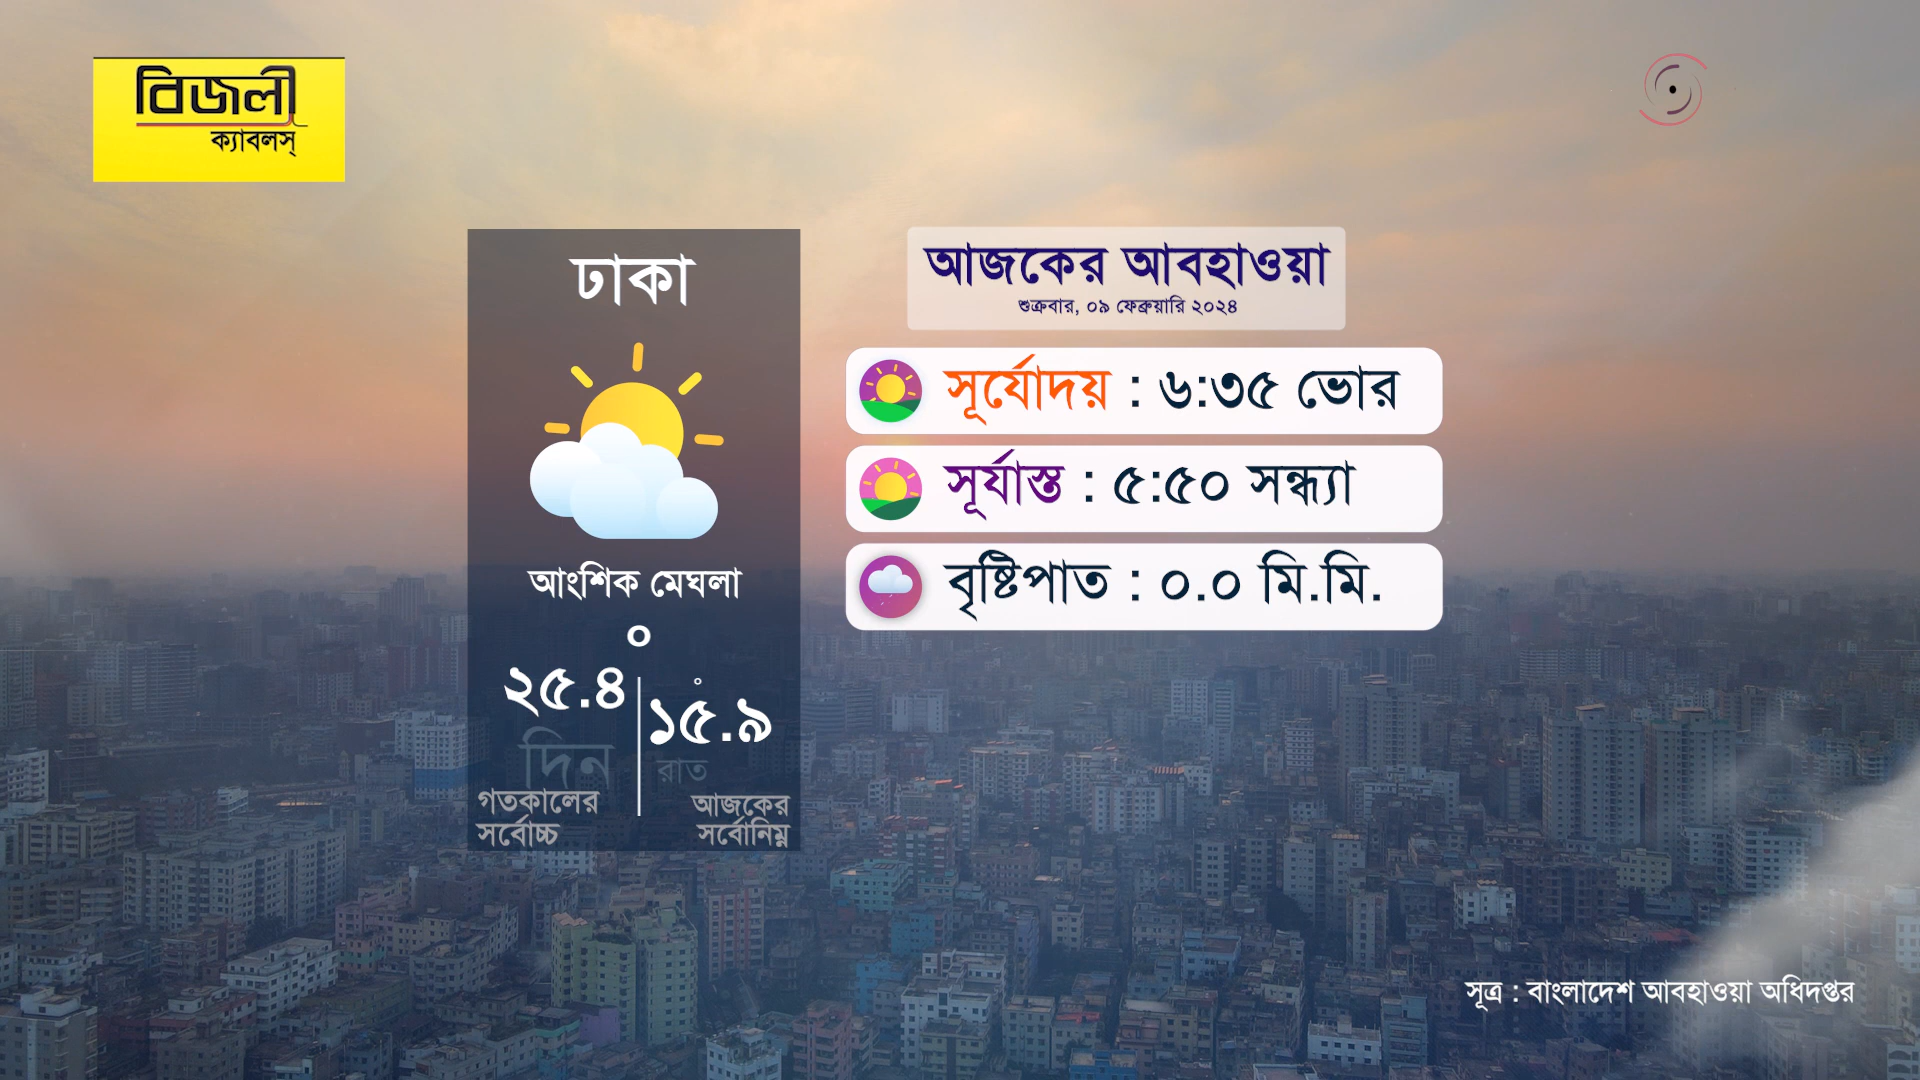 বিজলী
ক্যাবলস্
ঢাকা
আংশিক মেঘলা
২৫.৪°
দিন
গতকালের
সর্বোচ্চ
১৫.৯°
রাত
আজকের
সর্বোনিম্ন
আজকের আবহাওয়া
শুক্রবার, ০৯ ফেব্রুয়ারি ২০২৪
সূর্যোদয় : ৬:৩৫ ভোর
সূর্যাস্ত : ৫:৫০ সন্ধ্যা
বৃষ্টিপাত : ০.০ মি.মি.
সূত্র : বাংলাদেশ আবহাওয়া অধিদপ্তর